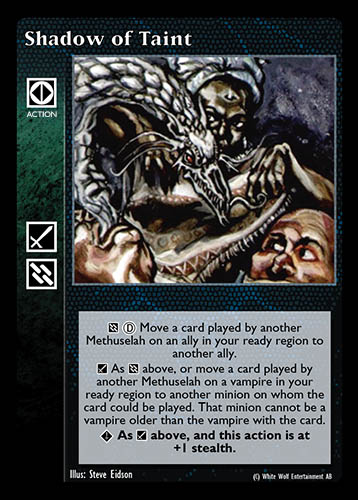 Shadow of Taint
ACTION
D Move a card played by another
Methuselah on an ally in your ready region to
another ally.
As above, or move a card played by
another Methuselah on a vampire in your
ready region to another minion on whom the
card could be played. That minion cannot be a
vampire older than the vampire with the card.
As above, and this action is at
+1 stealth.
Illus: Steve Eidson
(C) White Wolf Entertainment AB